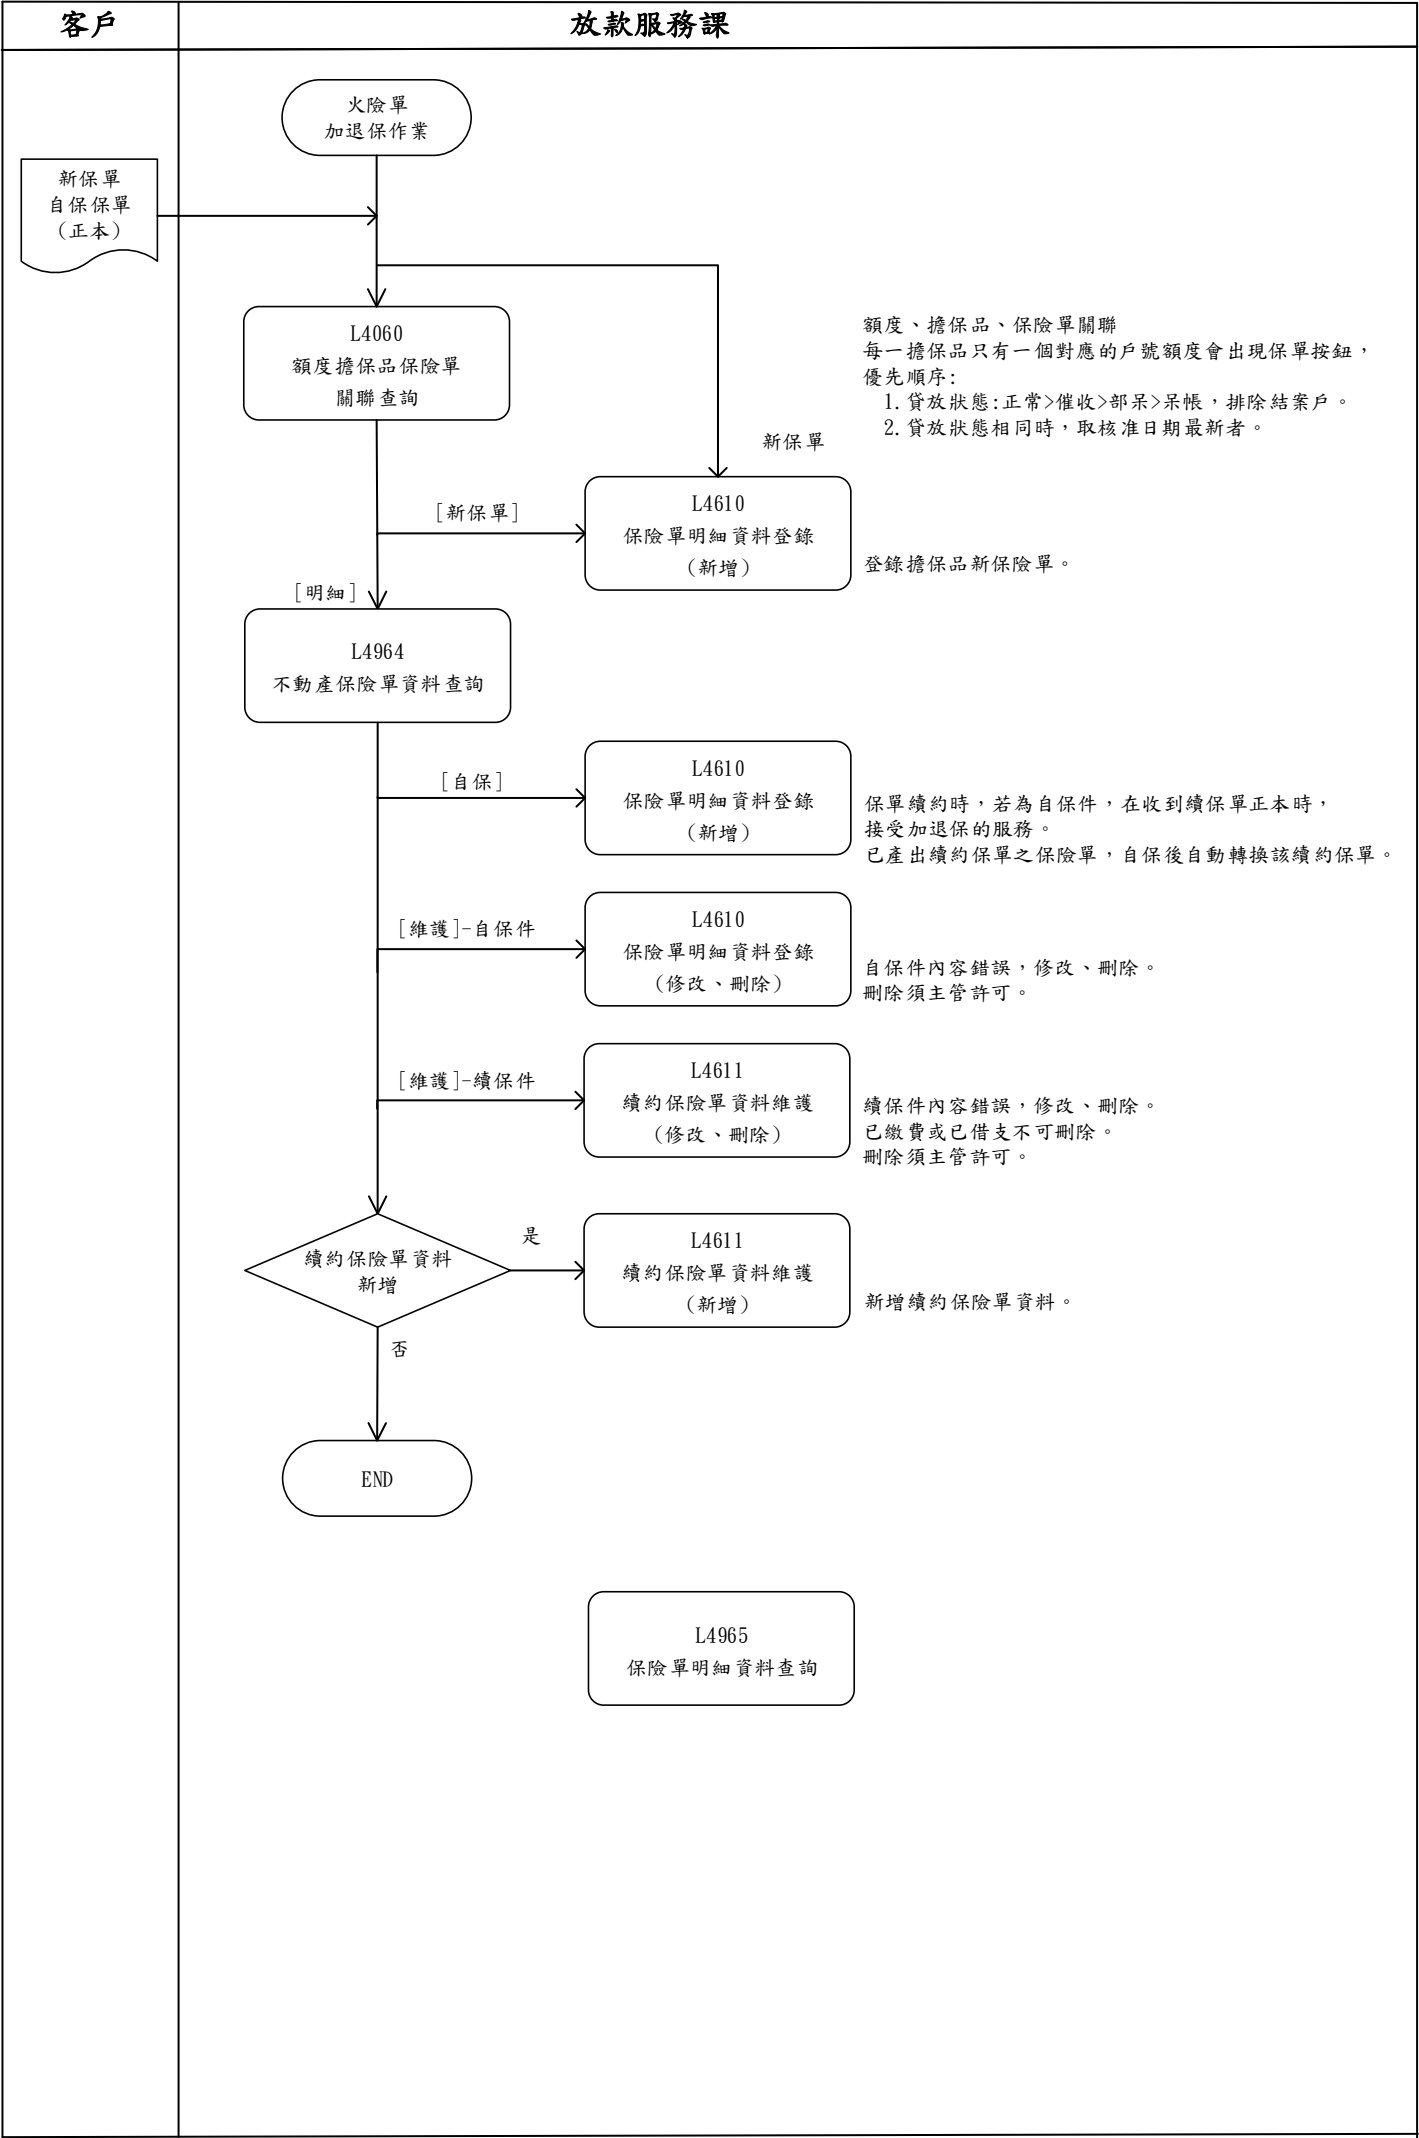 客戶
放款服務課
火險單
加退保作業
新保單
自保保單
(正本)
L4060
額度擔保品保險單
關聯查詢
額度、擔保品、保險單關聯
每一擔保品只有一個對應的戶號額度會出現保單按鈕，
優先順序:
1.貸放狀態:正常>催收>部呆>呆帳，排除結案戶。
2.貸放狀態相同時，取核准日期最新者。
新保單
[新保單]
L4610
保險單明細資料登錄
(新增)
登錄擔保品新保險單。
[明細]
L4964
不動產保險單資料查詢
[自保]
L4610
保險單明細資料登錄
(新增)
保單續約時，若為自保件，在收到續保單正本時，
接受加退保的服務。
已產出續約保單之保險單，自保後自動轉換該續約保單。
[維護]-自保件
L4610
保險單明細資料登錄
(修改、刪除)
自保件內容錯誤，修改、刪除。
刪除須主管許可。
[維護]-續保件
L4611
續約保險單資料維護
(修改、刪除)
續保件內容錯誤，修改、刪除。
已繳費或已借支不可刪除。
刪除須主管許可。
續約保險單資料
新增
是
L4611
續約保險單資料維護
(新增)
新增續約保險單資料。
否
END
L4965
保險單明細資料查詢